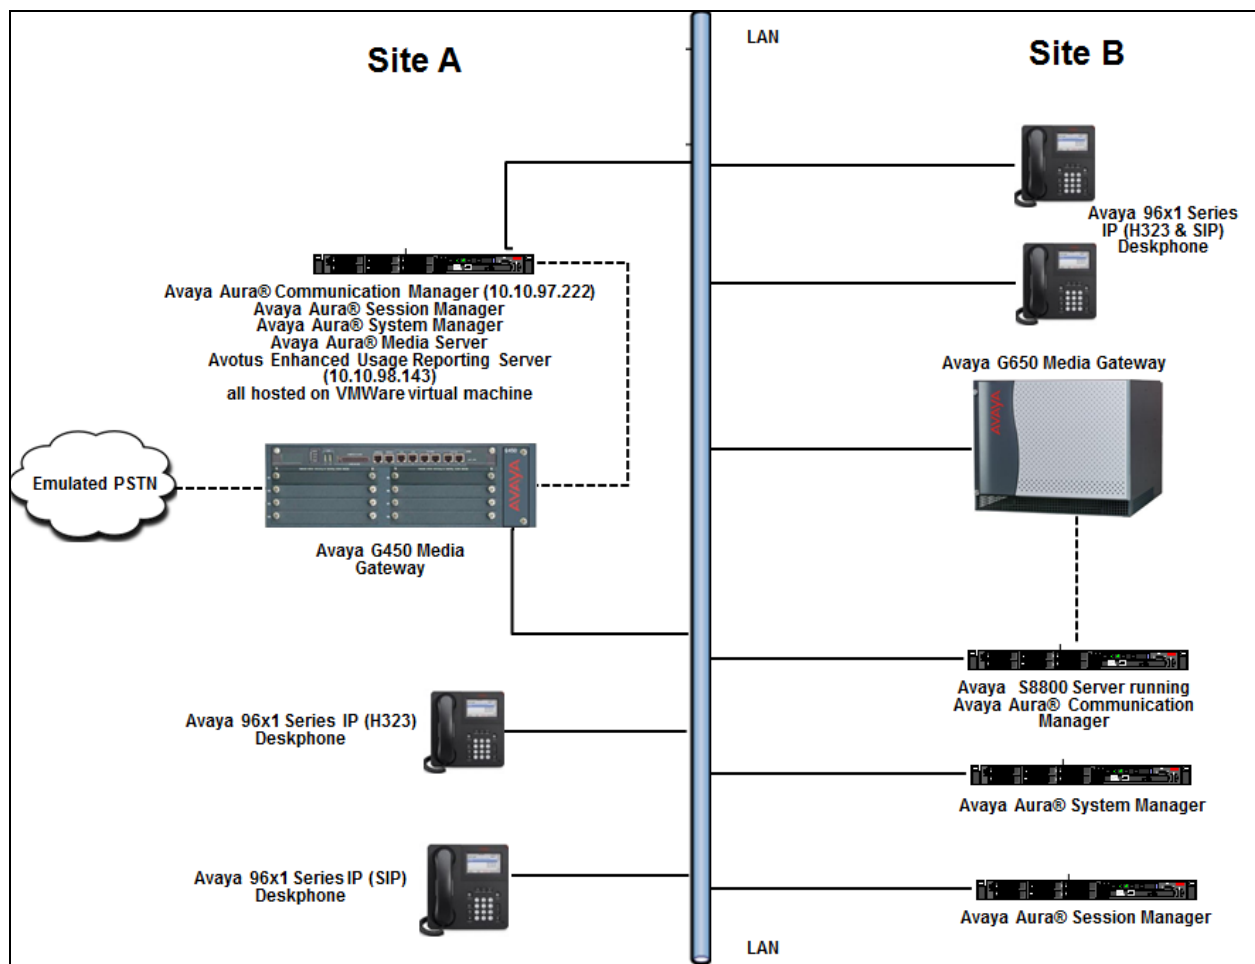 LAN
Site A
Site B
Avaya 96x1 Series
IP (H323 & SIP)
Deskphone
Avaya Aura® Communication Manager (10.10.97.222)
Avaya Aura® Session Manager
Avaya Aura® System Manager
Avaya Aura® Media Server
Avotus Enhanced Usage Reporting Server
(10.10.98.143)
all hosted on VMWare virtual machine
Avaya G650 Media Gateway
AVAYA
Emulated PSTN
AVAYA
Avaya G450 Media
Gateway
Avaya S8800 Server running
Avaya Aura® Communication
Manager
Avaya 96x1 Series IP (H323)
Deskphone
Avaya Aura® System Manager
Avaya 96x1 Series IP (SIP)
Deskphone
Avaya Aura® Session Manager
LAN